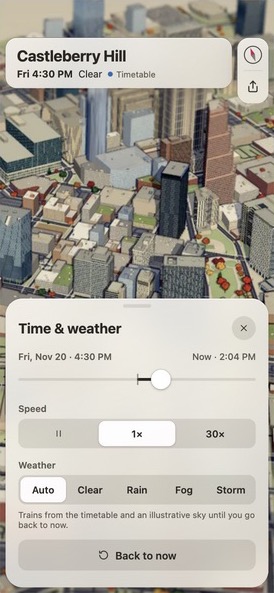 Castleberry Hill
Fri 4:30 PM Clear Timetable
Time & weather
Fri, Nov 20 · 4:30 PM
Now · 2:04 PM
Speed
1×
30×
Weather
Auto
Clear
Rain
Fog
Storm
Trains from the timetable and an illustrative sky until you go
back to now.
Back to now